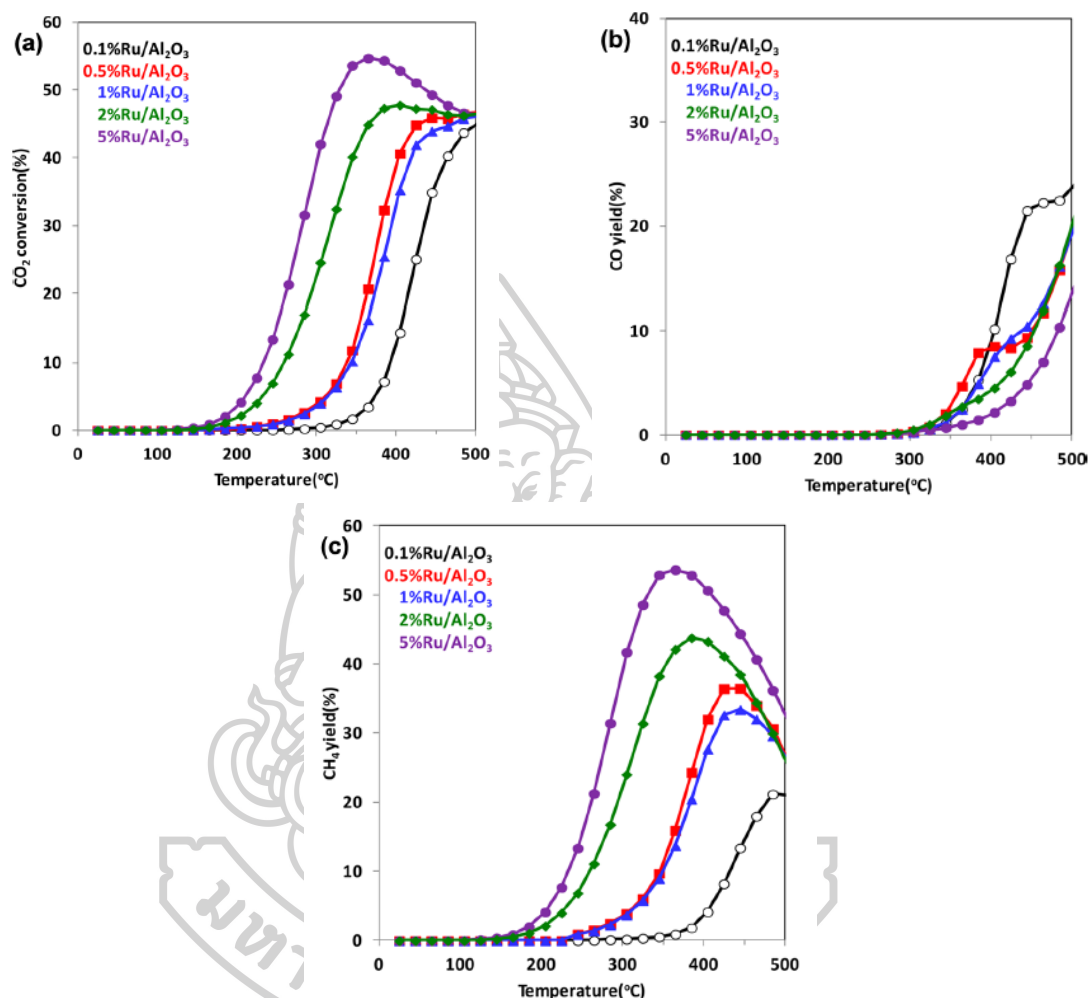 (a)
60
50
40
30
20
10
0
CO₂ conversion(%)
0.1%Ru/Al₂O₃
0.5%Ru/Al₂O₃
1%Ru/Al₂O₃
2%Ru/Al₂O₃
5%Ru/Al₂O₃
0 100 200 300 400 500
Temperature(°C)
(b)
40
30
20
10
0
CO yield(%)
0.1%Ru/Al₂O₃
0.5%Ru/Al₂O₃
1%Ru/Al₂O₃
2%Ru/Al₂O₃
5%Ru/Al₂O₃
0 100 200 300 400 500
Temperature(°C)
(c)
60
50
40
30
20
10
0
CH₄ yield(%)
0.1%Ru/Al₂O₃
0.5%Ru/Al₂O₃
1%Ru/Al₂O₃
2%Ru/Al₂O₃
5%Ru/Al₂O₃
0 100 200 300 400 500
Temperature(°C)